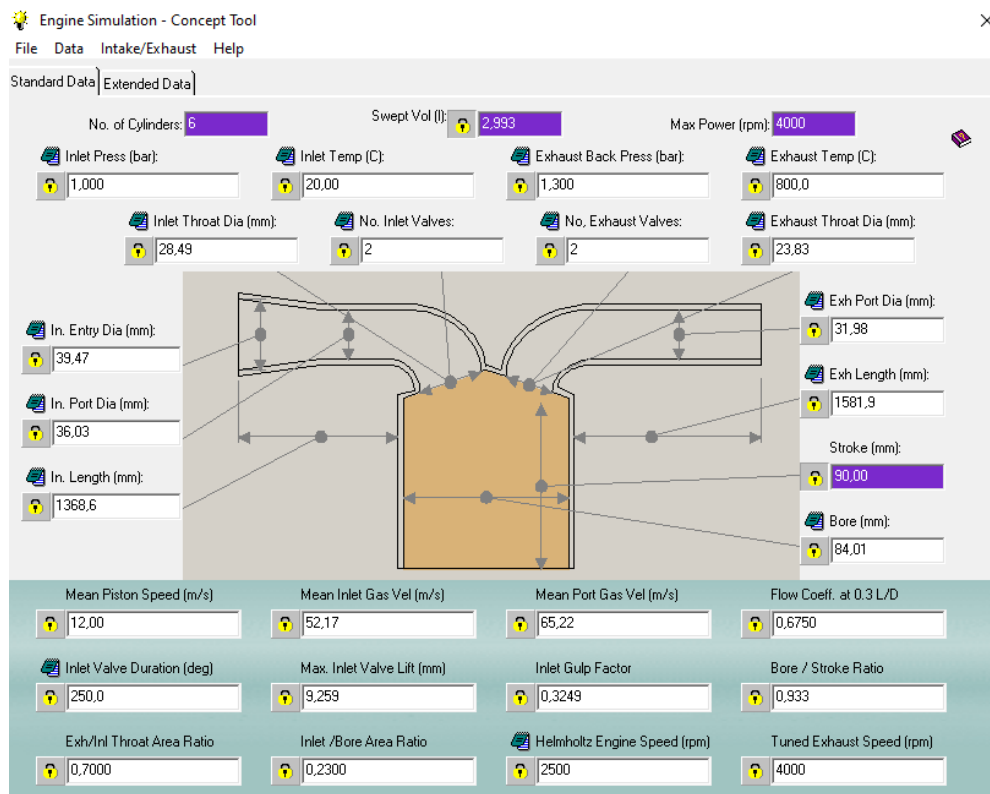 Engine Simulation - Concept Tool
File Data Intake/Exhaust Help
Standard Data Extended Data
No. of Cylinders: 6 Swept Vol (l): 2,993 Max Power (rpm): 4000
Inlet Press (bar): Inlet Temp (C): Exhaust Back Press (bar): Exhaust Temp (C):
1,000 20,00 1,300 800,0
Inlet Throat Dia (mm): No. Inlet Valves: No, Exhaust Valves: Exhaust Throat Dia (mm):
28,49 2 2 23,83
In. Entry Dia (mm):
39,47
In. Port Dia (mm):
36,03
In. Length (mm):
1368,6
Exh Port Dia (mm):
31,98
Exh Length (mm):
1581,9
Stroke (mm):
90,00
Bore (mm):
84,01
Mean Piston Speed (m/s) Mean Inlet Gas Vel (m/s) Mean Port Gas Vel (m/s) Flow Coeff. at 0.3 L/D
12,00 52,17 65,22 0,6750
Inlet Valve Duration (deg) Max. Inlet Valve Lift (mm) Inlet Gulp Factor Bore / Stroke Ratio
250,0 9,259 0,3249 0,933
Exh/Inl Throat Area Ratio Inlet /Bore Area Ratio Helmholtz Engine Speed (rpm) Tuned Exhaust Speed (rpm)
0,7000 0,2300 2500 4000